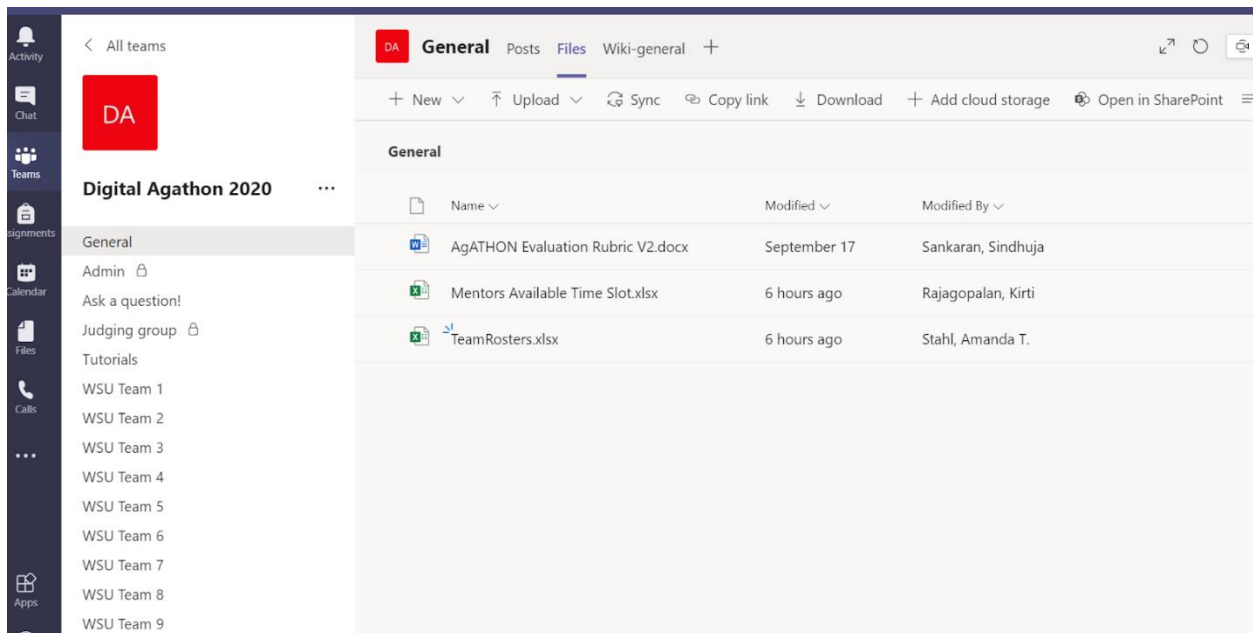 Activity
Chat
Teams
signments
Calendar
Files
Calls
Apps
< All teams
DA
Digital Agathon 2020 ...
General
Admin
Ask a question!
Judging group
Tutorials
WSU Team 1
WSU Team 2
WSU Team 3
WSU Team 4
WSU Team 5
WSU Team 6
WSU Team 7
WSU Team 8
WSU Team 9
DA General Posts Files Wiki-general +
+ New Upload Sync Copy link Download + Add cloud storage Open in SharePoint
General
Name Modified Modified By
AgATHON Evaluation Rubric V2.docx September 17 Sankaran, Sindhuja
Mentors Available Time Slot.xlsx 6 hours ago Rajagopalan, Kirti
TeamRosters.xlsx 6 hours ago Stahl, Amanda T.